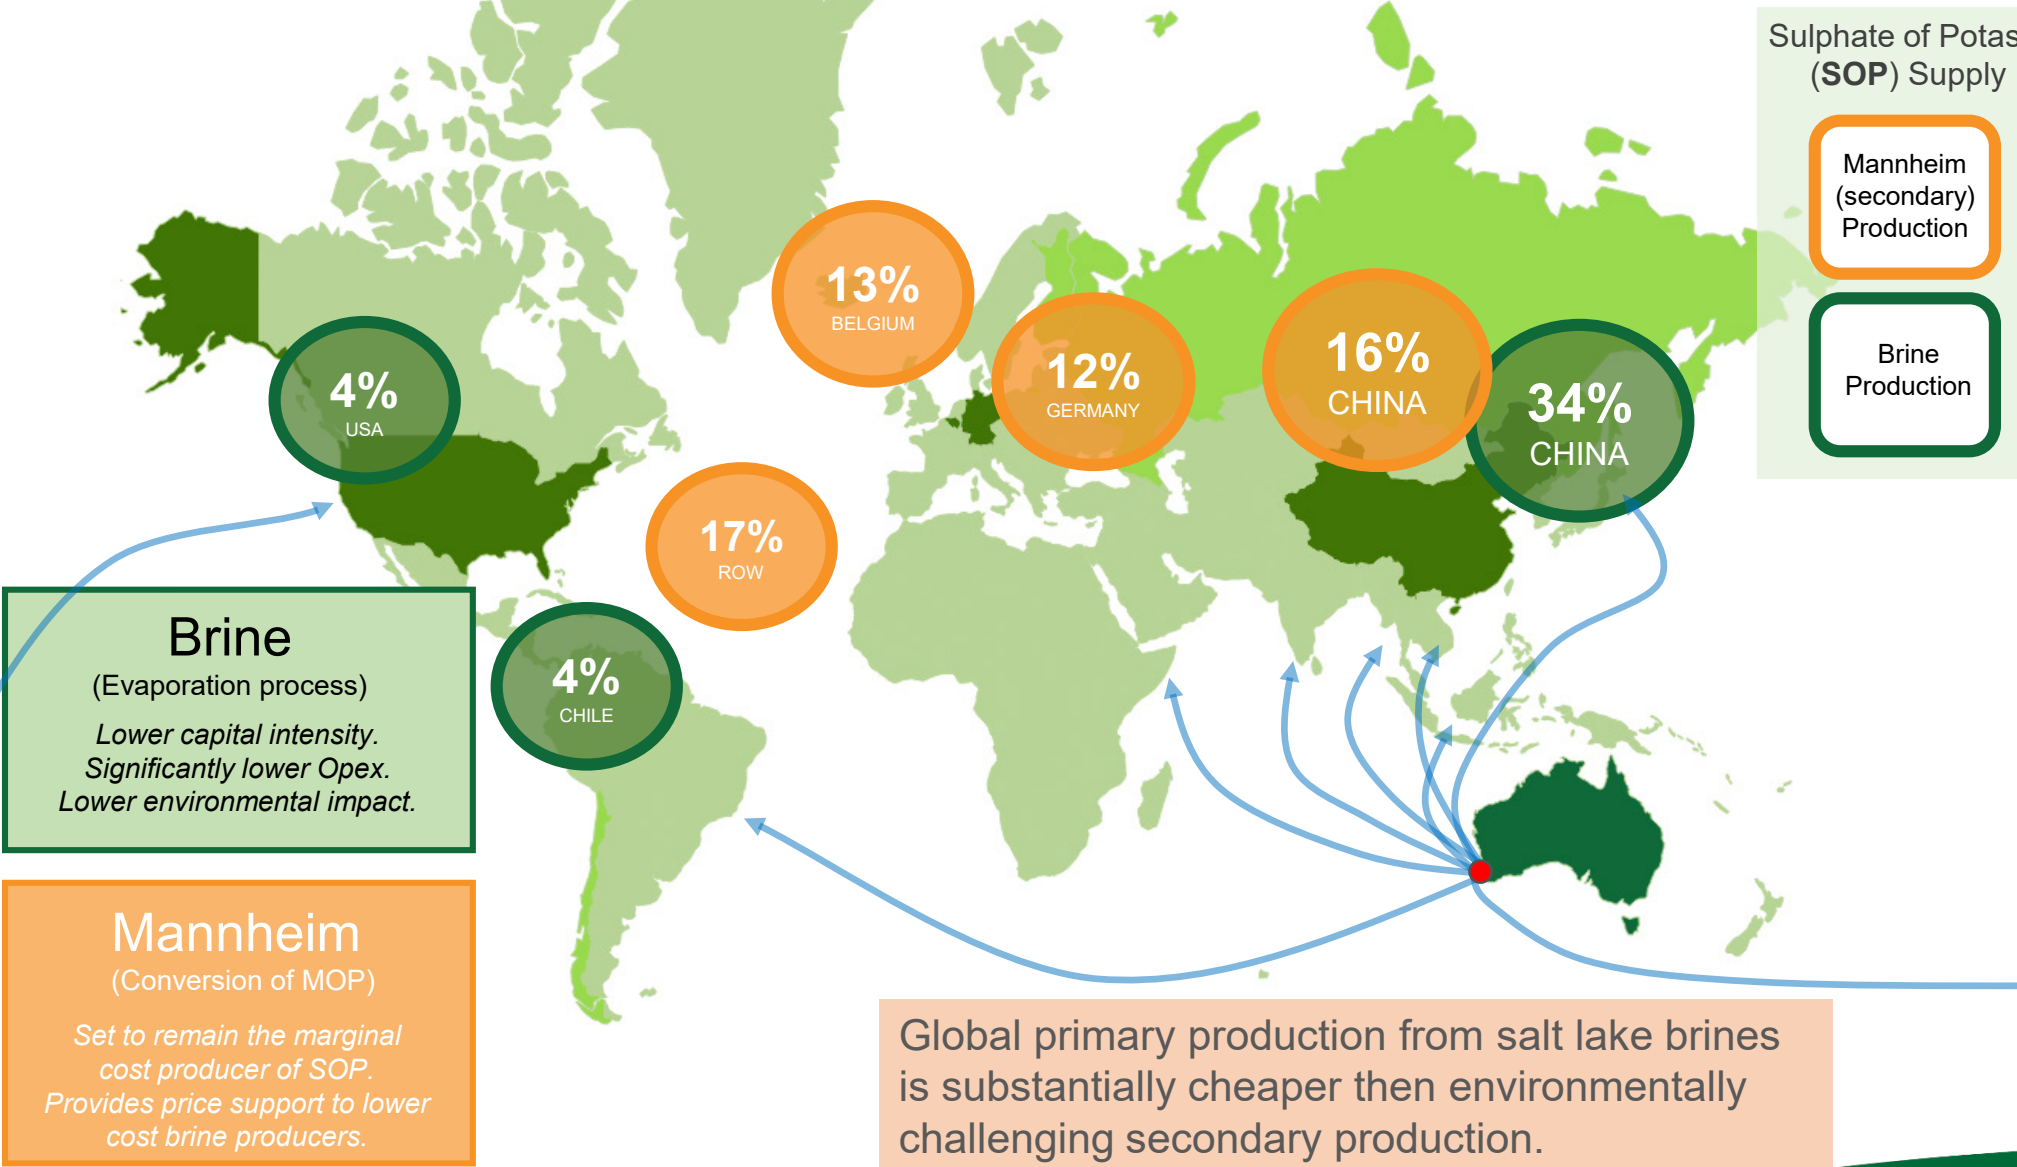 Sulphate of Potas
(SOP) Supply
Mannheim
(secondary)
Production
Brine
Production
13%
BELGIUM
12%
GERMANY
16%
CHINA
34%
CHINA
4%
USA
17%
ROW
4%
CHILE
Brine
(Evaporation process)
Lower capital intensity.
Significantly lower Opex.
Lower environmental impact.
Mannheim
(Conversion of MOP)
Set to remain the marginal
cost producer of SOP.
Provides price support to lower
cost brine producers.
Global primary production from salt lake brines
is substantially cheaper then environmentally
challenging secondary production.